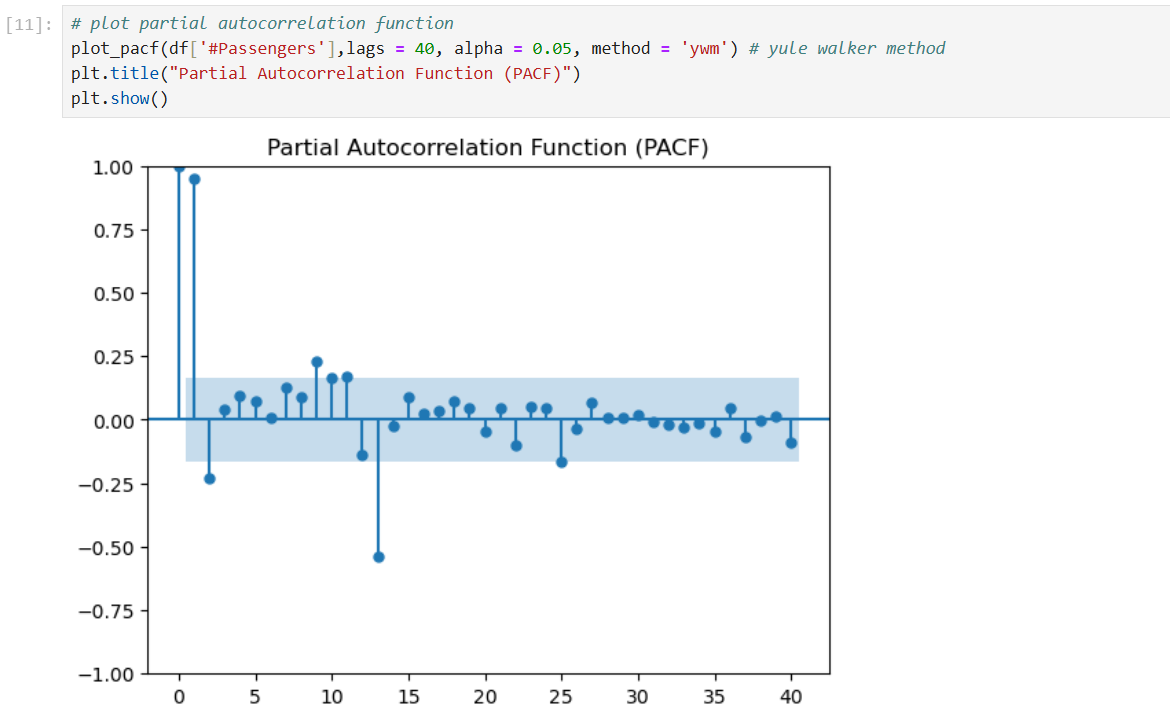 [11]: # plot partial autocorrelation function
plot_pacf(df['#Passengers'],lags = 40, alpha = 0.05, method = 'ywm') # yule walker method
plt.title("Partial Autocorrelation Function (PACF)")
plt.show()
Partial Autocorrelation Function (PACF)
1.00
0.75
0.50
0.25
0.00
−0.25
−0.50
−0.75
−1.00
0 5 10 15 20 25 30 35 40